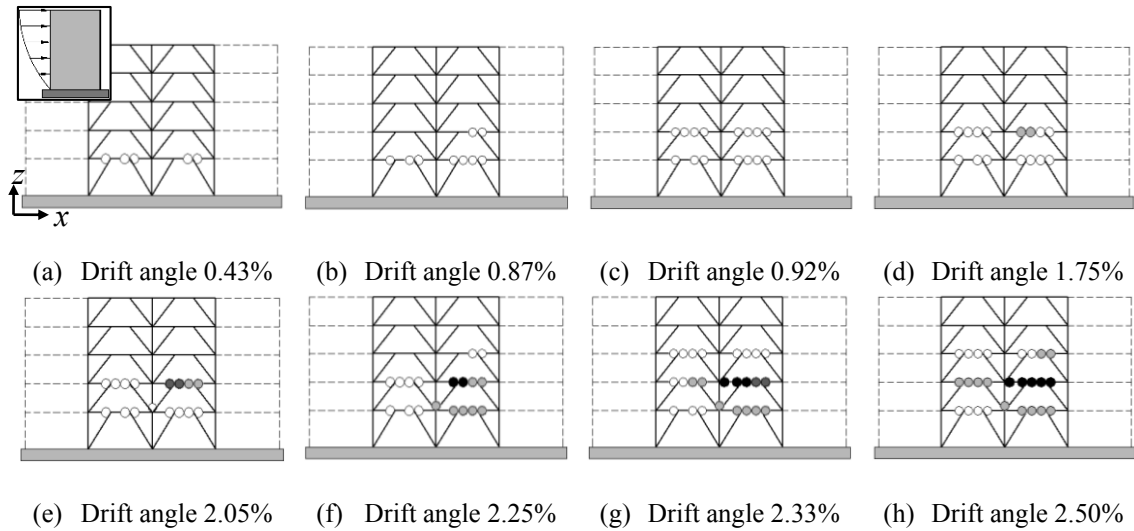 z
x
(a) Drift angle 0.43%
(b) Drift angle 0.87%
(c) Drift angle 0.92%
(d) Drift angle 1.75%
(e) Drift angle 2.05%
(f) Drift angle 2.25%
(g) Drift angle 2.33%
(h) Drift angle 2.50%